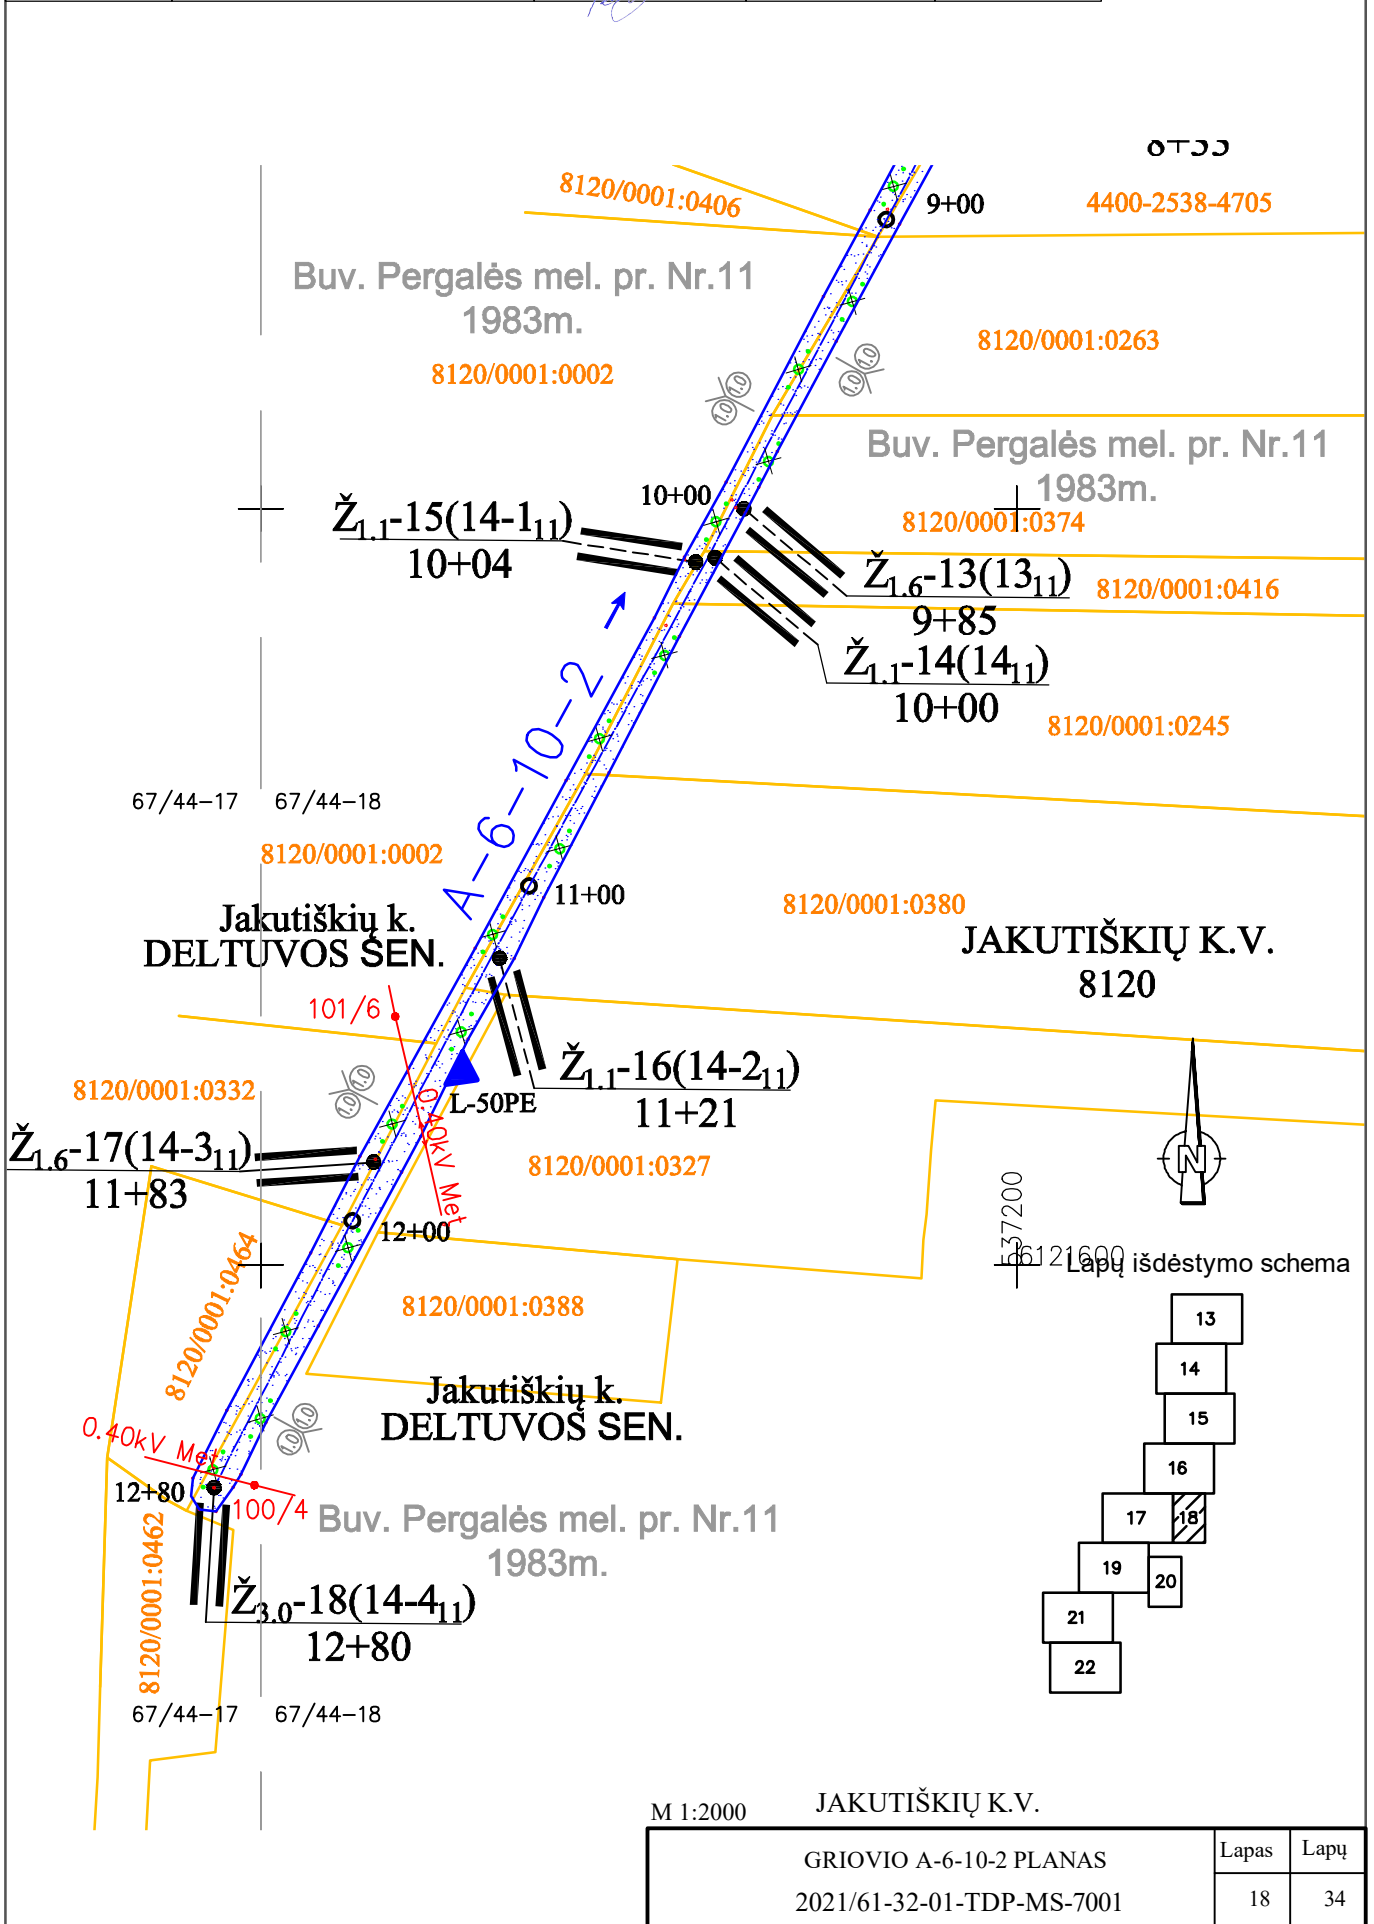 8+55
8120/0001:0406
9+00
4400-2538-4705
Buv. Pergalės mel. pr. Nr.11
1983m.
8120/0001:0263
8120/0001:0002
1.0 1.0
1.0 1.0
Buv. Pergalės mel. pr. Nr.11
1983m.
10+00
Ž1.1-15(14-1₁₁)
10+04
8120/0001:0374
Ž1.6-13(13₁₁)
9+85
8120/0001:0416
Ž1.1-14(14₁₁)
10+00
8120/0001:0245
A-6-10-2
67/44-17 67/44-18
8120/0001:0002
11+00
8120/0001:0380
Jakutiškių k.
DELTUVOS SEN.
JAKUTIŠKIŲ K.V.
8120
101/6
8120/0001:0332
1.0 1.0
L-50PE
Ž1.1-16(14-2₁₁)
11+21
0.40kV Met
Ž1.6-17(14-3₁₁)
11+83
8120/0001:0327
N
12+00
537200
6121600
Lapų išdėstymo schema
8120/0001:0464
8120/0001:0388
13
14
15
16
17
18
19
20
21
22
Jakutiškių k.
DELTUVOS SEN.
1.0 1.0
0.40kV Met
12+80
100/4
Buv. Pergalės mel. pr. Nr.11
1983m.
8120/0001:0462
Ž3.0-18(14-4₁₁)
12+80
67/44-17 67/44-18
M 1:2000
JAKUTIŠKIŲ K.V.
GRIOVIO A-6-10-2 PLANAS
2021/61-32-01-TDP-MS-7001
Lapas Lapų
18 34